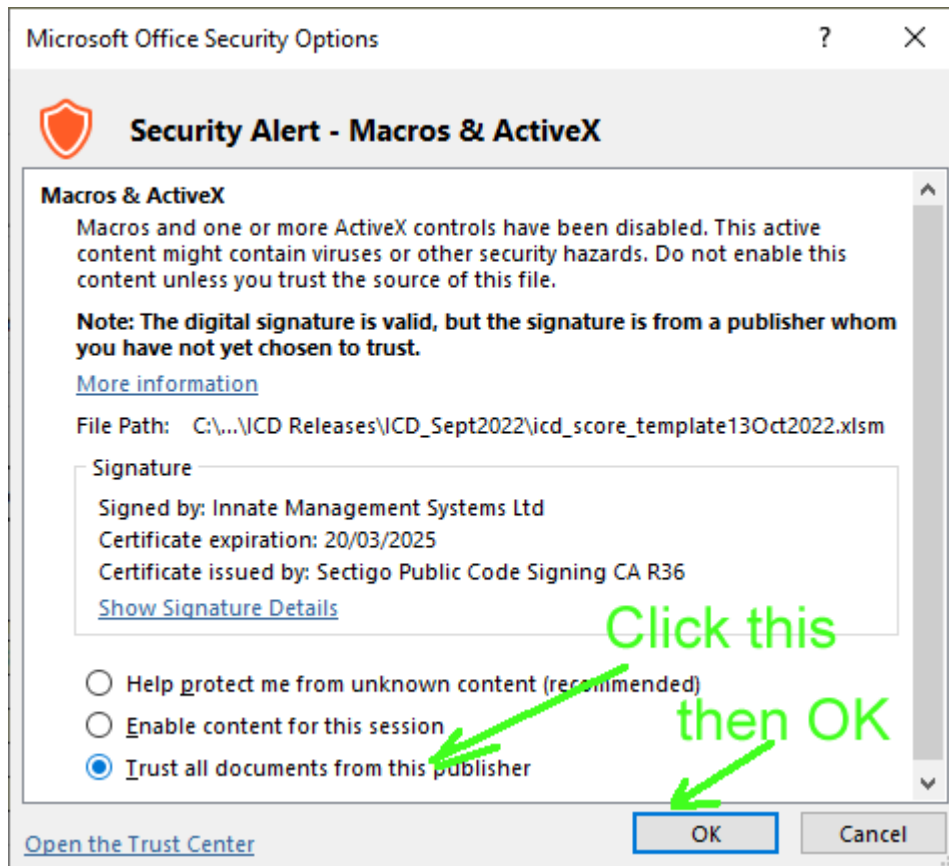 Microsoft Office Security Options
Security Alert - Macros & ActiveX
Macros & ActiveX
Macros and one or more ActiveX controls have been disabled. This active
content might contain viruses or other security hazards. Do not enable this
content unless you trust the source of this file.
Note: The digital signature is valid, but the signature is from a publisher whom
you have not yet chosen to trust.
More information
File Path: C:\...\ICD Releases\ICD_Sept2022\icd_score_template13Oct2022.xlsm
Signature
Signed by: Innate Management Systems Ltd
Certificate expiration: 20/03/2025
Certificate issued by: Sectigo Public Code Signing CA R36
Show Signature Details
Click this
Help protect me from unknown content (recommended)
then OK
Enable content for this session
Trust all documents from this publisher
Open the Trust Center
OK
Cancel